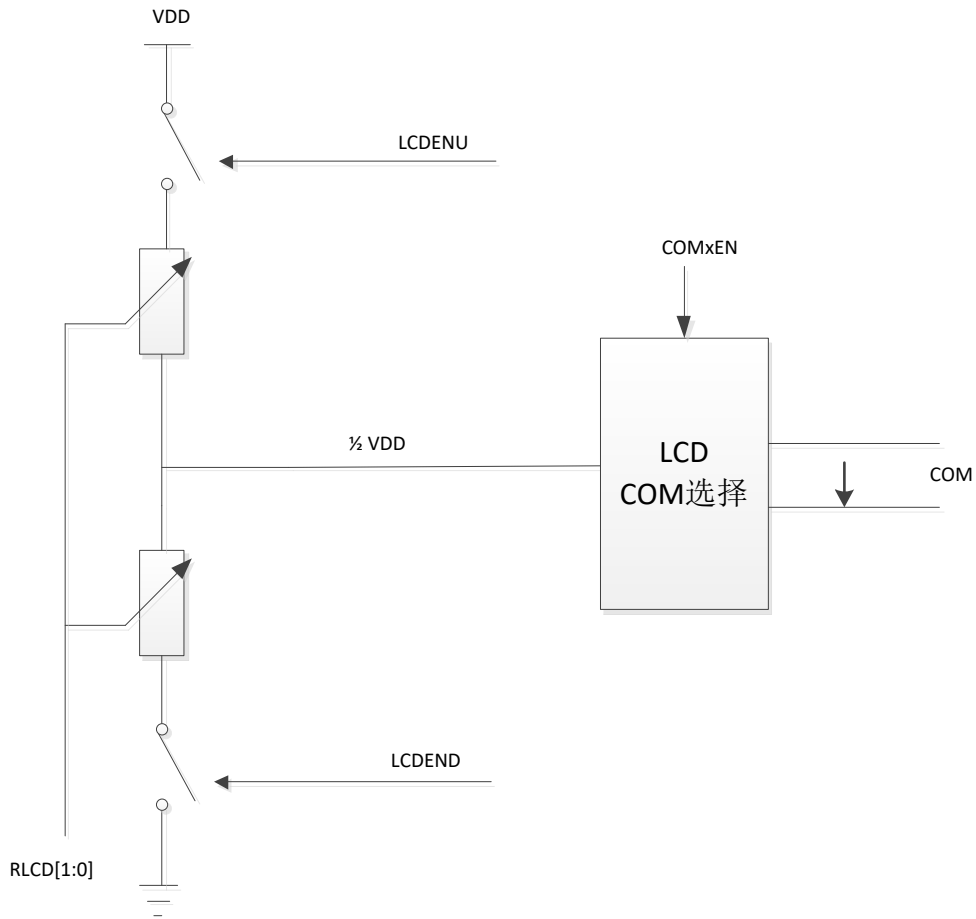 VDD
LCDENU
COMxEN
½ VDD
LCD
COM选择
COM
LCDEND
RLCD[1:0]